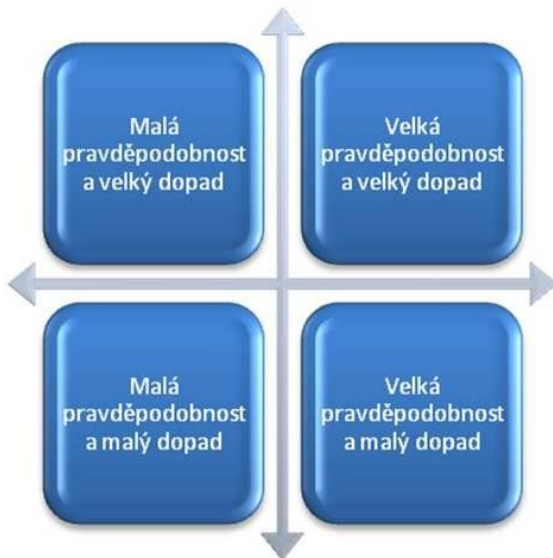 Malá
pravděpodobnost
a velký dopad
Velká
pravděpodobnost
a velký dopad
Malá
pravděpodobnost
a malý dopad
Velká
pravděpodobnost
a malý dopad